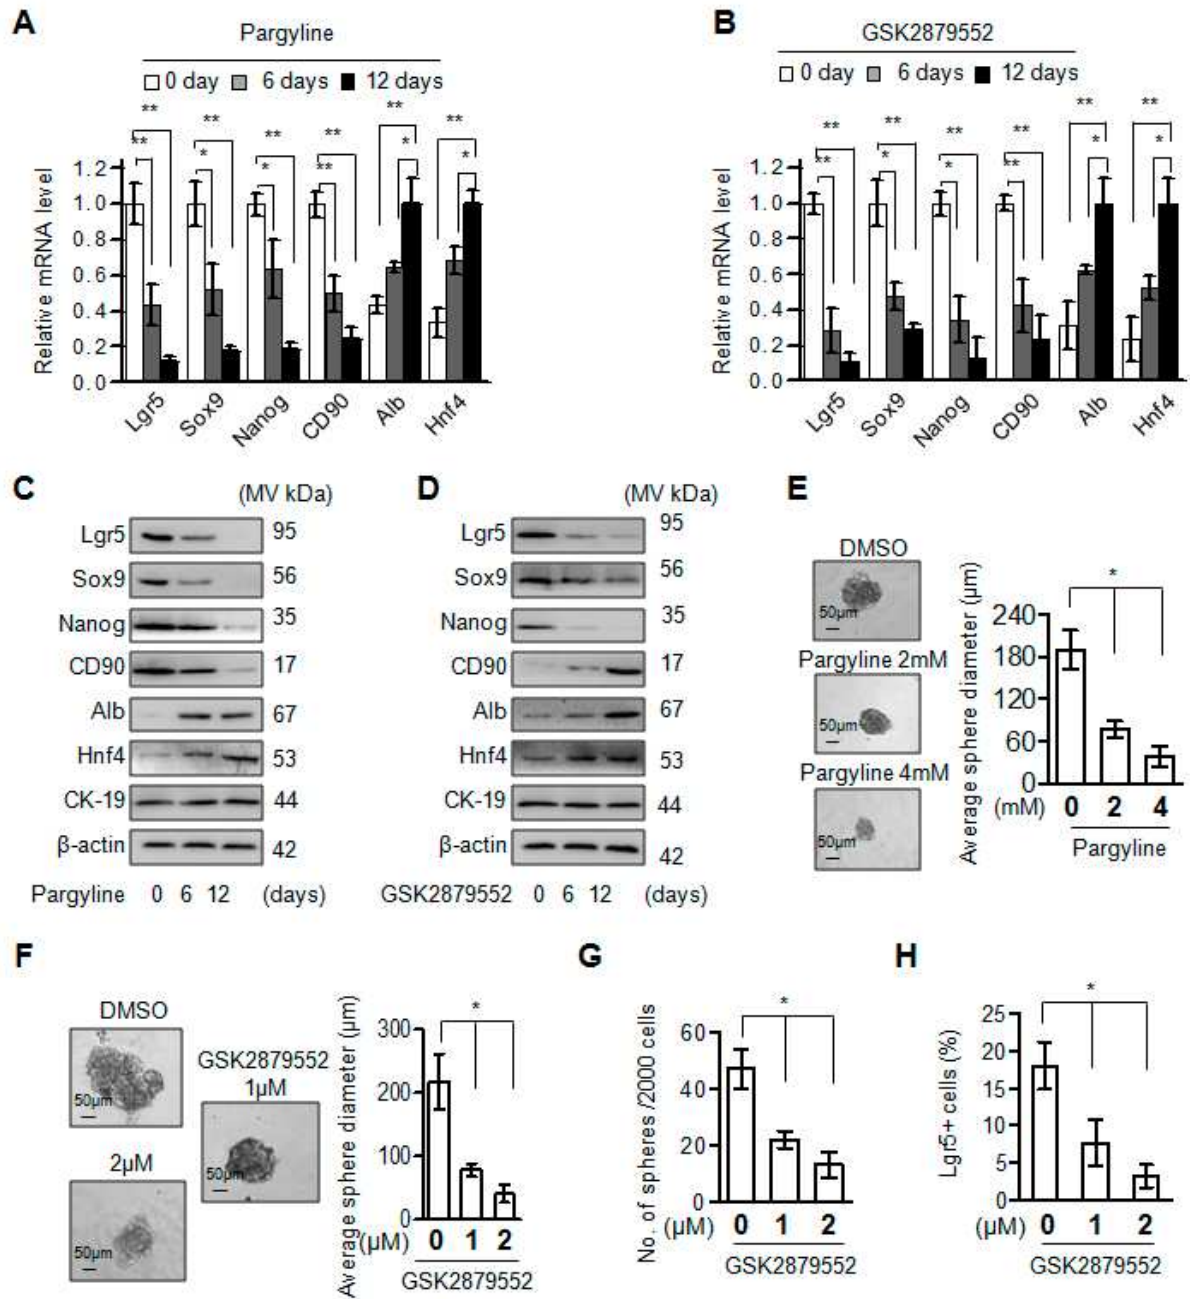 A
Pargyline
0 day 6 days 12 days
** ** ** ** ** **
** * * ** * *
Relative mRNA level
1.2
1.0
0.8
0.6
0.4
0.2
0.0
Lgr5 Sox9 Nanog CD90 Alb Hnf4
B
GSK2879552
0 day 6 days 12 days
** ** ** ** ** **
** * * ** * *
Relative mRNA level
1.2
1.0
0.8
0.6
0.4
0.2
0.0
Lgr5 Sox9 Nanog CD90 Alb Hnf4
C
(MV kDa)
Lgr5 95
Sox9 56
Nanog 35
CD90 17
Alb 67
Hnf4 53
CK-19 44
β-actin 42
Pargyline 0 6 12 (days)
D
(MV kDa)
Lgr5 95
Sox9 56
Nanog 35
CD90 17
Alb 67
Hnf4 53
CK-19 44
β-actin 42
GSK2879552 0 6 12 (days)
E
DMSO
50μm
Pargyline 2mM
50μm
Pargyline 4mM
50μm
Average sphere diameter (μm)
*
240
180
120
60
0
(mM) 0 2 4
Pargyline
F
DMSO
50μm
GSK2879552
1μM
50μm
2μM
50μm
Average sphere diameter (μm)
*
300
200
100
0
(μM) 0 1 2
GSK2879552
G
No. of spheres /2000 cells
*
60
40
20
0
(μM) 0 1 2
GSK2879552
H
Lgr5+ cells (%)
*
25
20
15
10
5
0
(μM) 0 1 2
GSK2879552